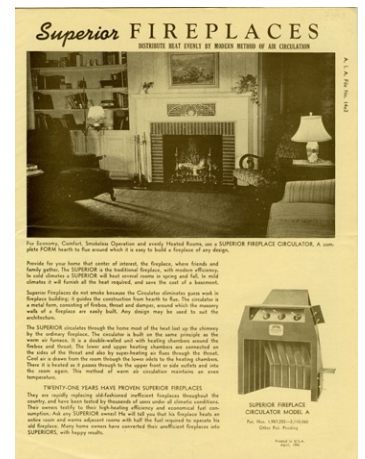 Superior FIREPLACES
DISTRIBUTE HEAT EVENLY BY MODERN METHOD OF AIR CIRCULATION
A. I. A. File No. 14e3
For Economy, Comfort, Smokeless Operation and evenly Heated Rooms, use a SUPERIOR FIREPLACE CIRCULATOR, A com-
plete FORM hearth to flue around which it is easy to build a fireplace of any design.
Provide for your home that center of interest, the fireplace, where friends and
family gather. The SUPERIOR is the traditional fireplace, with modern efficiency.
In cold climates a SUPERIOR will heat several rooms in spring and fall. In mild
climates it will furnish all the heat required, and save the cost of a basement.
Superior Fireplaces do not smoke because the Circulator eliminates guess work in
fireplace building; it guides the construction from hearth to flue. The circulator is
a metal form, consisting of firebox, throat and damper, around which the masonry
walls of a fireplace are easily built. Any design may be used to suit the
architecture.
The SUPERIOR circulates through the home most of the heat lost up the chimney
by the ordinary fireplace. The circulator is built on the same principle as the
warm air furnace. It is a double-walled unit with heating chambers around the
firebox and throat. The lower and upper heating chambers are connected on
the sides of the throat and also by super-heating air flues through the throat.
Cool air is drawn from the room through the lower inlets to the heating chambers.
There it is heated as it passes through to the upper front or side outlets and into
the room again. This method of warm air circulation maintains an even
temperature.
TWENTY-ONE YEARS HAVE PROVEN SUPERIOR FIREPLACES
They are rapidly replacing old-fashioned inefficient fireplaces throughout the
country, and have been tested by thousands of users under all climatic conditions.
Their owners testify to their high-heating efficiency and economical fuel con-
sumption. Ask any SUPERIOR owner! He will tell you that his fireplace heats an
entire room and warms adjacent rooms with half the fuel required to operate his
old fireplace. Many home owners have converted their inefficient fireplaces into
SUPERIORS, with happy results.
SUPERIOR FIREPLACE
CIRCULATOR MODEL A
Other Pat. Pending
Printed in U.S.A.